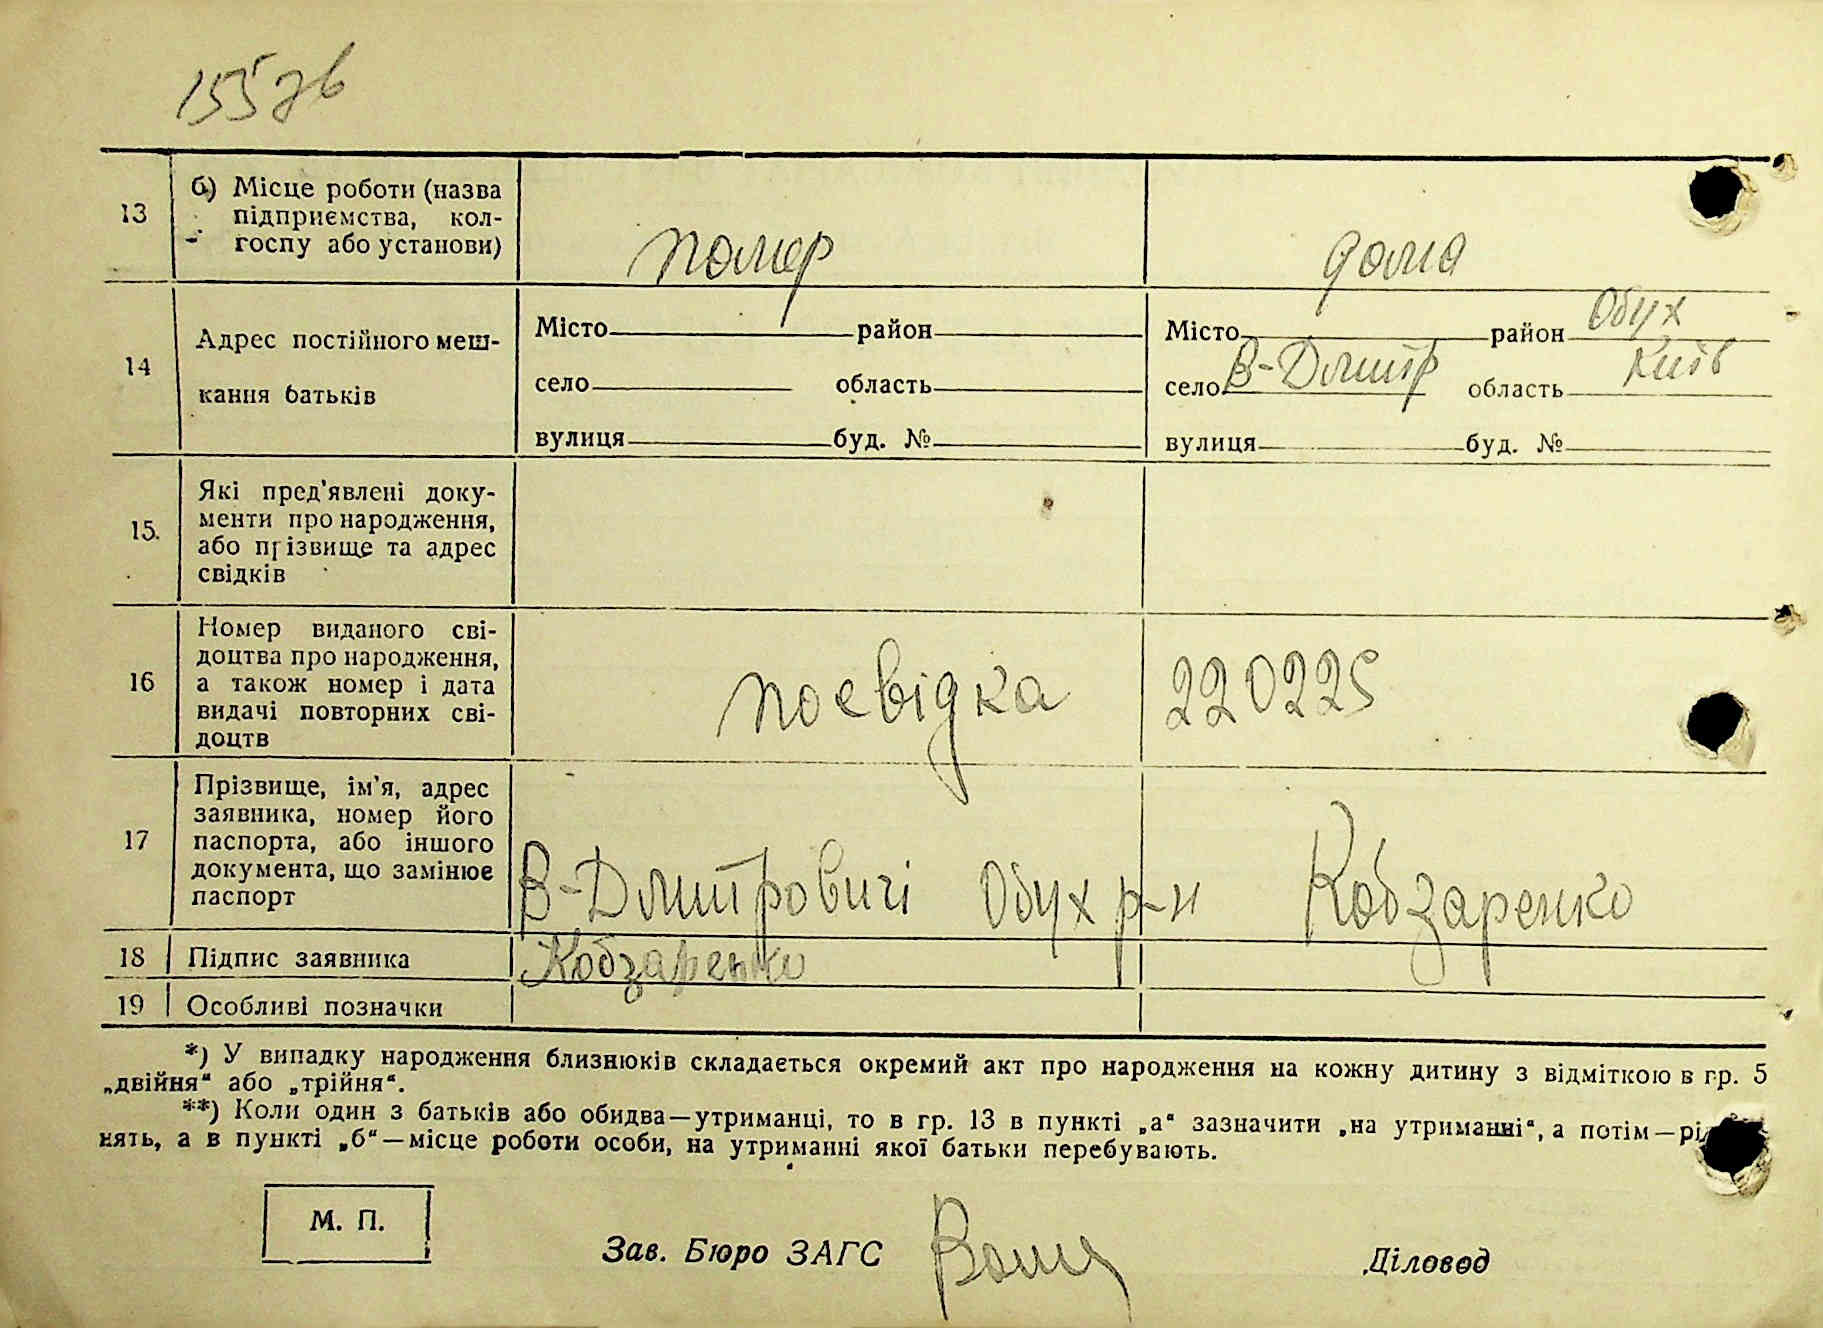 155 зв
13
б) Місце роботи (назва
підприємства, кол-
госпу або установи)
помер
дома
14
Адрес постійного меш-
кання батьків
Місто район
село область
вулиця буд. №
Місто район Обух
село В-Дмитр область Київ
вулиця буд. №
15.
Які пред'явлені доку-
менти про народження,
або прізвище та адрес
свідків
16
Номер виданого сві-
доцтва про народження,
а також номер і дата
видачі повторних сві-
доцтв
посвідка 220225
17
Прізвище, ім'я, адрес
заявника, номер його
паспорта, або іншого
документа, що замінює
паспорт
В-Дмитровичі Обух р-н Кобзаренко
18 Підпис заявника Кобзаренко
19 Особливі позначки
*) У випадку народження близнюків складається окремий акт про народження на кожну дитину з відміткою в гр. 5
„двійня“ або „трійня“.
**) Коли один з батьків або обидва—утриманці, то в гр. 13 в пункті „а“ зазначити „на утриманні“, а потім—рі
нять, а в пункті „б“—місце роботи особи, на утриманні якої батьки перебувають.
М. П.
Зав. Бюро ЗАГС
Діловод